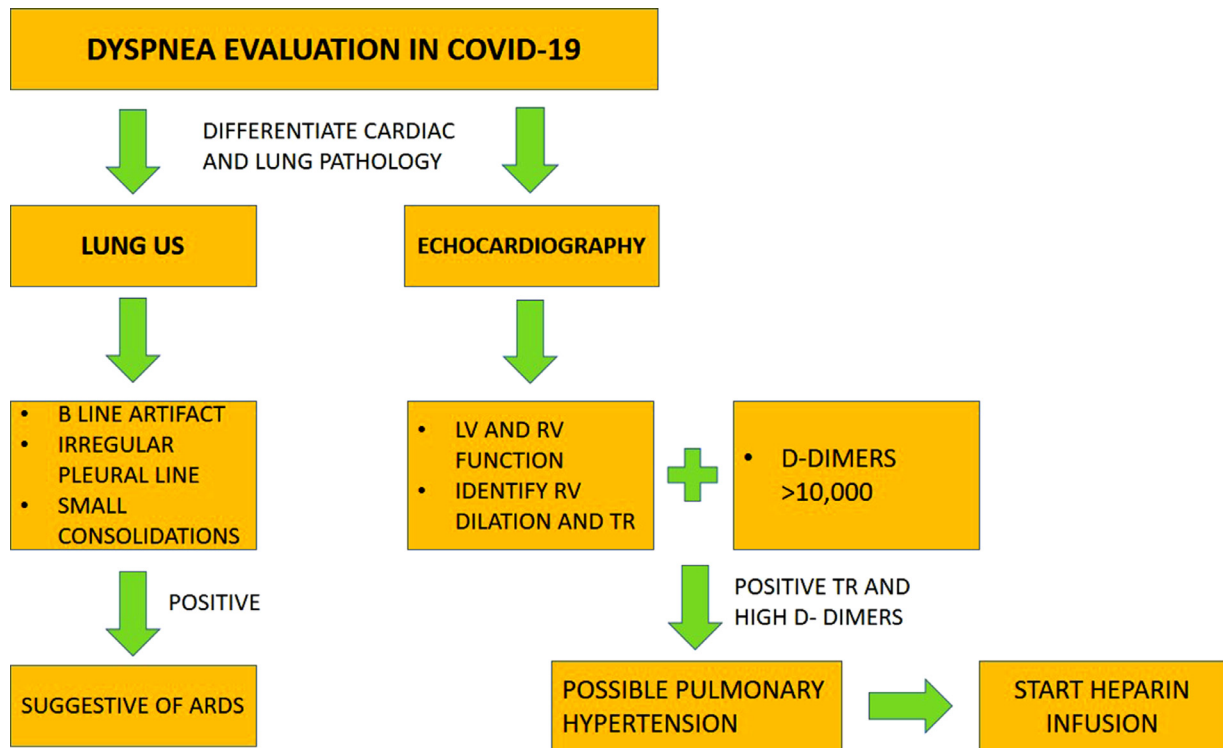 DYSPNEA EVALUATION IN COVID-19
DIFFERENTIATE CARDIAC
AND LUNG PATHOLOGY
LUNG US
ECHOCARDIOGRAPHY
• B LINE ARTIFACT
• IRREGULAR
PLEURAL LINE
• SMALL
CONSOLIDATIONS
• LV AND RV
FUNCTION
• IDENTIFY RV
DILATION AND TR
• D-DIMERS
>10,000
POSITIVE
POSITIVE TR AND
HIGH D- DIMERS
SUGGESTIVE OF ARDS
POSSIBLE PULMONARY
HYPERTENSION
START HEPARIN
INFUSION